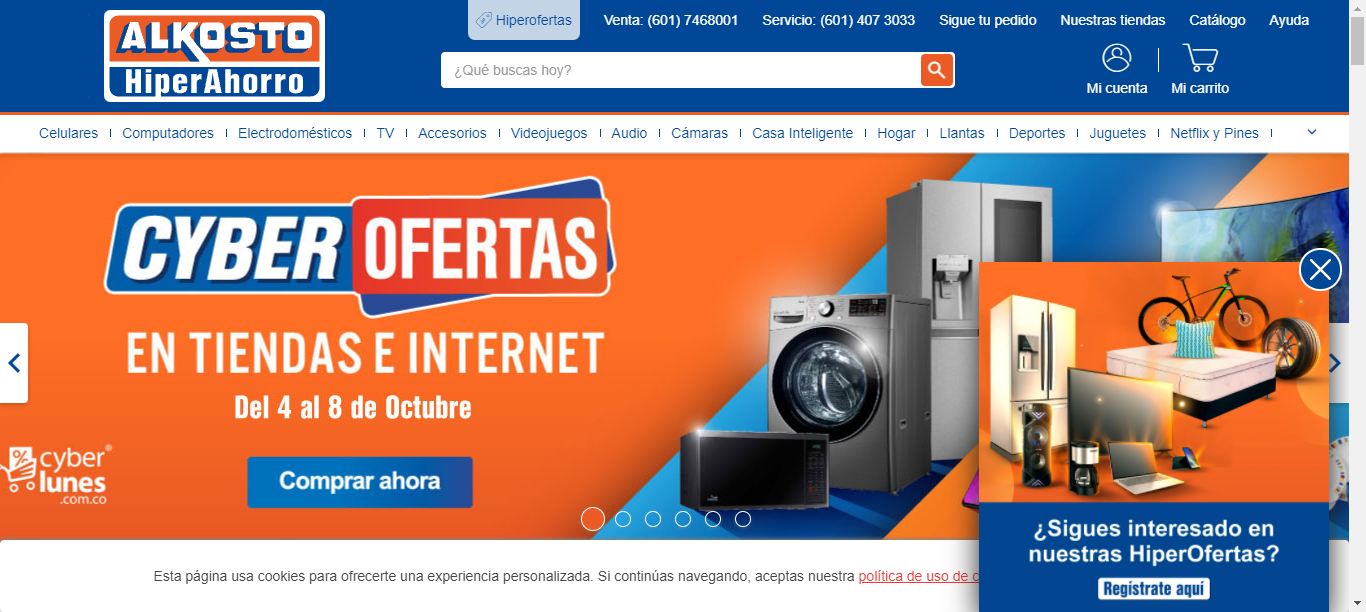 ALKOSTO
HiperAhorro
Hiperofertas
Venta: (601) 7468001
Servicio: (601) 407 3033
Sigue tu pedido
Nuestras tiendas
Catálogo
Ayuda
¿Qué buscas hoy?
Mi cuenta
Mi carrito
Celulares
Computadores
Electrodomésticos
TV
Accesorios
Videojuegos
Audio
Cámaras
Casa Inteligente
Hogar
Llantas
Deportes
Juguetes
Netflix y Pines
CYBER OFERTAS
EN TIENDAS E INTERNET
Del 4 al 8 de Octubre
cyber
lunes
.com.co
Comprar ahora
¿Sigues interesado en
nuestras HiperOfertas?
Regístrate aquí
Esta página usa cookies para ofrecerte una experiencia personalizada. Si continúas navegando, aceptas nuestra política de uso de